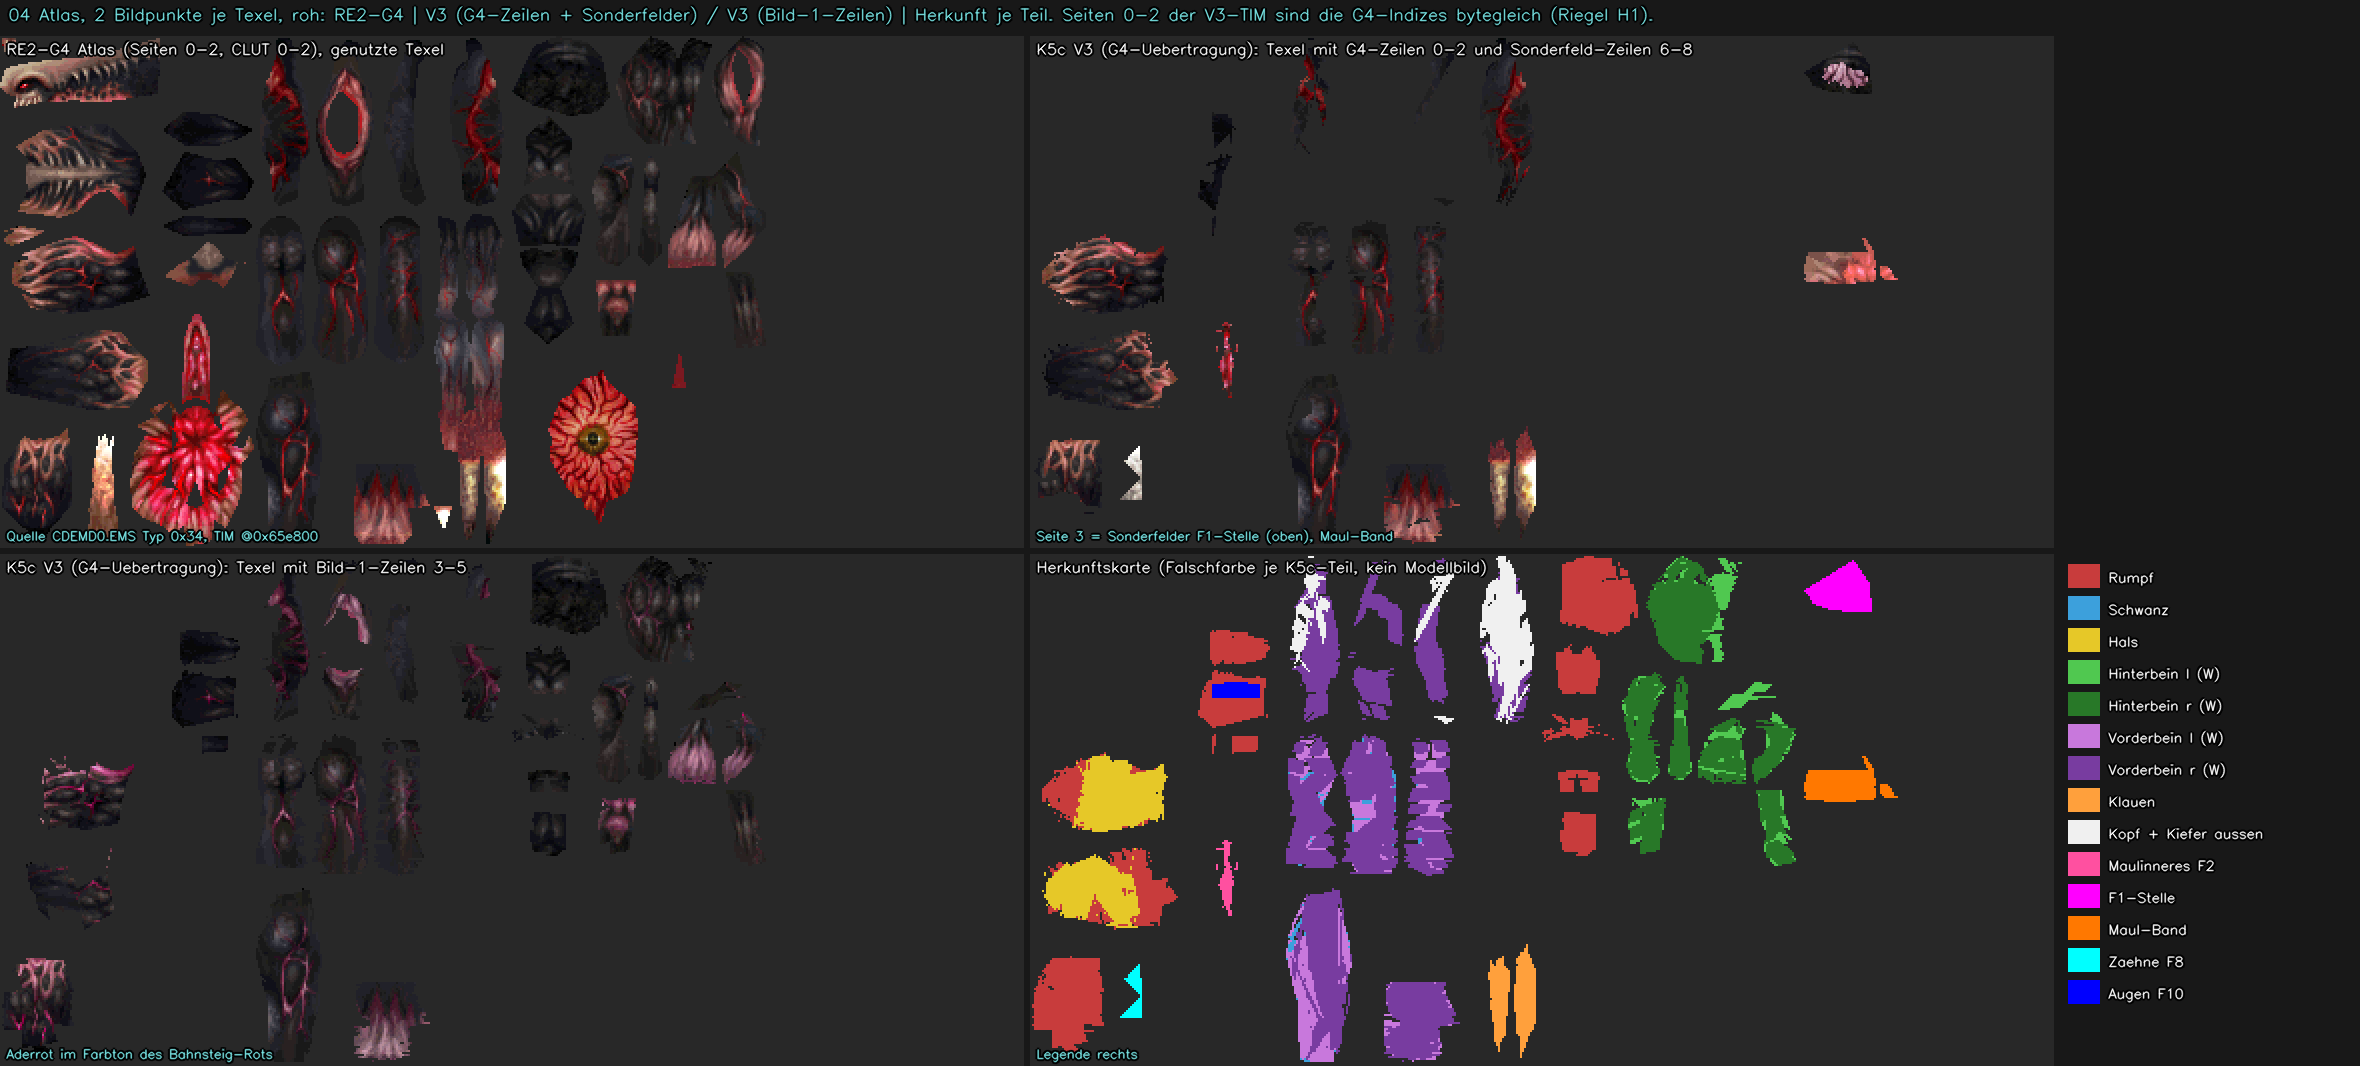 04 Atlas, 2 Bildpunkte je Texel, roh: RE2-G4 | V3 (G4-Zeilen + Sonderfelder) / V3 (Bild-1-Zeilen) | Herkunft je Teil. Seiten 0-2 der V3-TIM sind die G4-Indizes bytegleich (Riegel H1).
RE2-G4 Atlas (Seiten 0-2, CLUT 0-2), genutzte Texel
K5c V3 (G4-Uebertragung): Texel mit G4-Zeilen 0-2 und Sonderfeld-Zeilen 6-8
Quelle CDEMD0.EMS Typ 0x34, TIM @0x65e800
Seite 3 = Sonderfelder F1-Stelle (oben), Maul-Band
K5c V3 (G4-Uebertragung): Texel mit Bild-1-Zeilen 3-5
Herkunftskarte (Falschfarbe je K5c-Teil, kein Modellbild)
Rumpf
Schwanz
Hals
Hinterbein l (W)
Hinterbein r (W)
Vorderbein l (W)
Vorderbein r (W)
Klauen
Kopf + Kiefer aussen
Maulinneres F2
F1-Stelle
Maul-Band
Zaehne F8
Augen F10
Aderrot im Farbton des Bahnsteig-Rots
Legende rechts